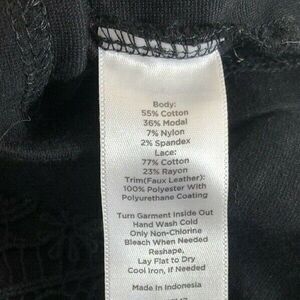 Body:
55% Cotton
36% Modal
7% Nylon
2% Spandex
Lace:
77% Cotton
23% Rayon
Trim(Faux Leather):
100% Polyester With
Polyurethane Coating
Turn Garment Inside Out
Hand Wash Cold
Only Non-Chlorine
Bleach When Needed
Reshape,
Lay Flat to Dry
Cool Iron, If Needed
Made In Indonesia